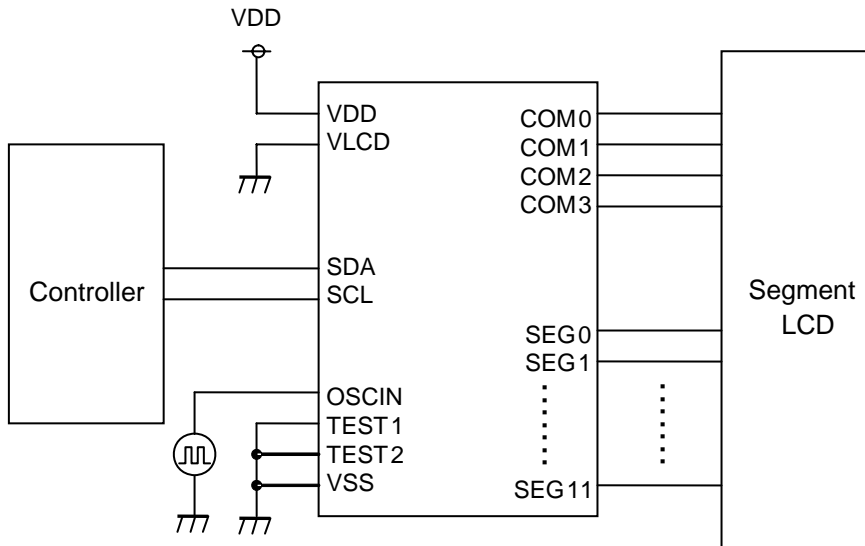 VDD
VDD
VLCD
COM0
COM1
COM2
COM3
SDA
SCL
Controller
Segment
LCD
SEG0
SEG1
OSCIN
TEST1
TEST2
VSS
SEG11